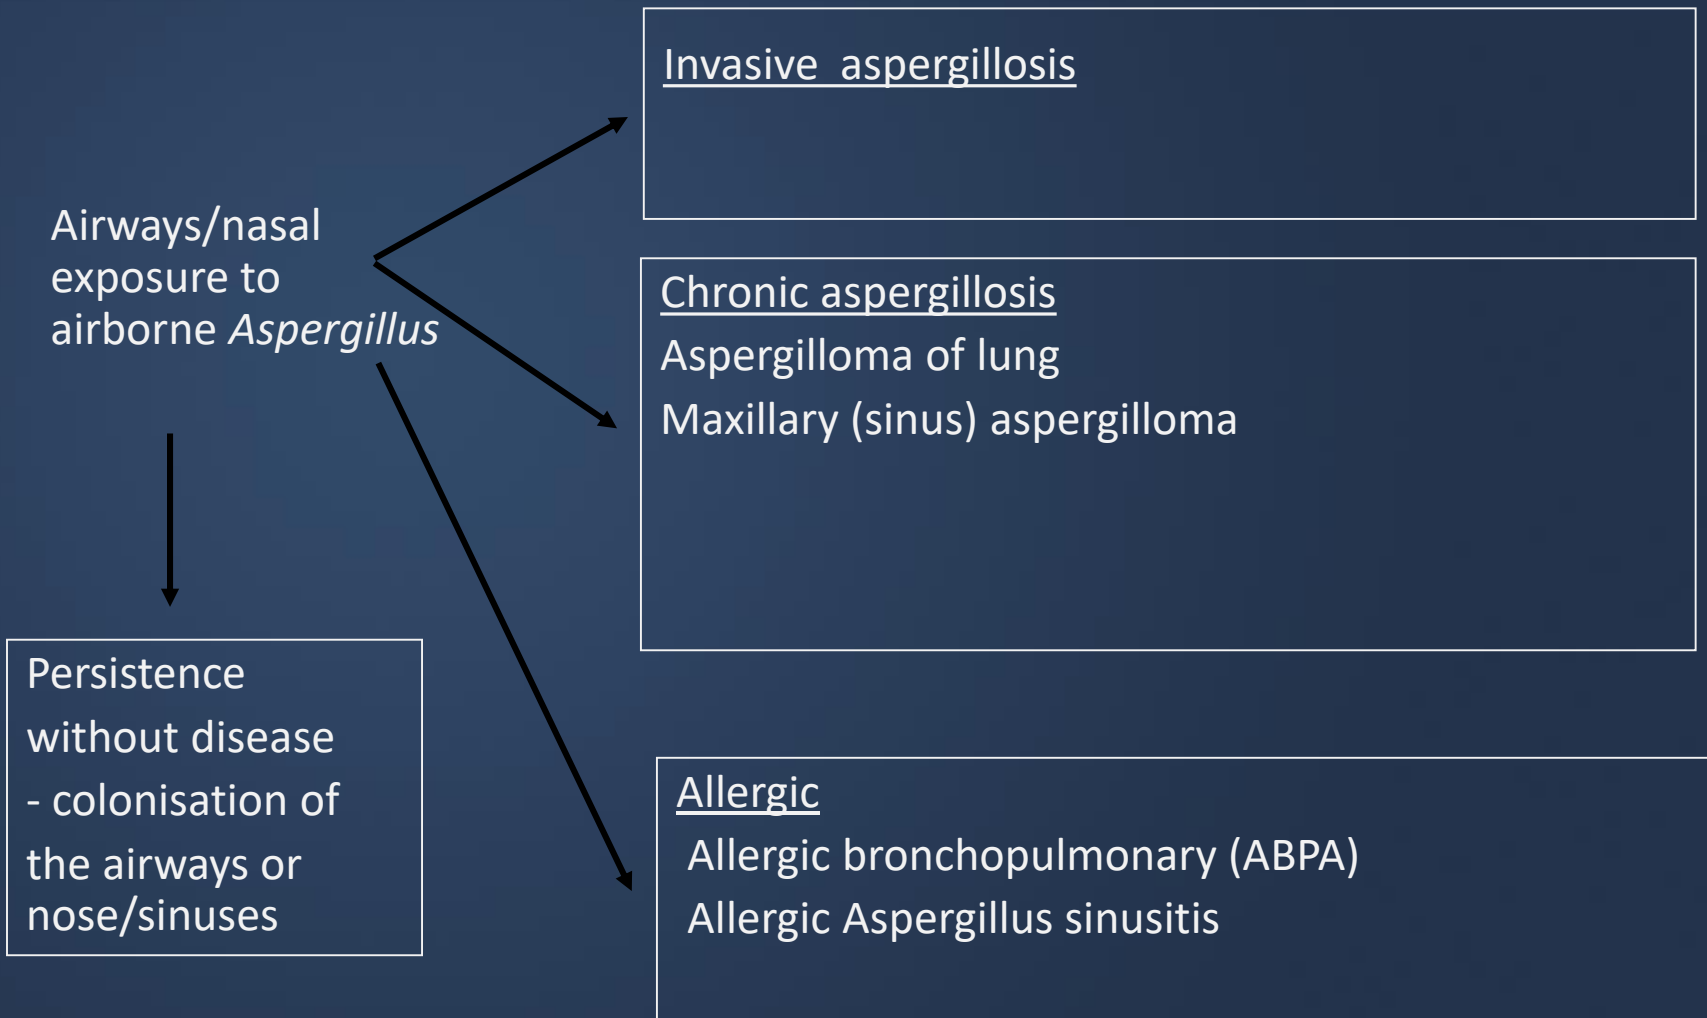 Airways/nasal
exposure to
airborne Aspergillus
Persistence
without disease
- colonisation of
the airways or
nose/sinuses
Invasive  aspergillosis
Chronic aspergillosis
Aspergilloma of lung
Maxillary (sinus) aspergilloma
Allergic
Allergic bronchopulmonary (ABPA)
Allergic Aspergillus sinusitis